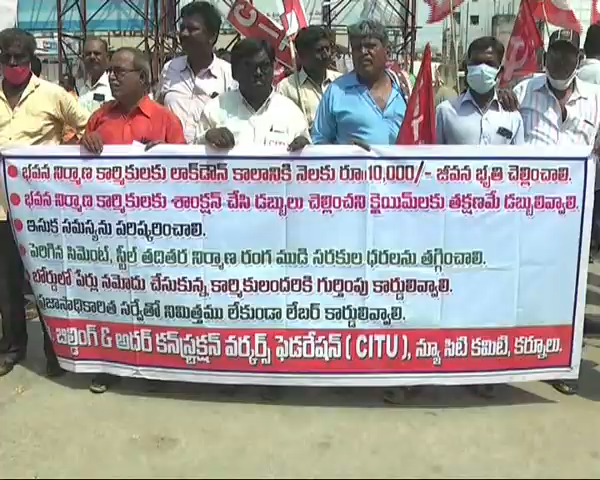 • భవన నిర్మాణ కార్మికులకు లాక్‌డౌన్ కాలానికి నెలకు రూ॥10,000/- జీవన భృతి చెల్లించాలి.
• భవన నిర్మాణ కార్మికులకు శాంక్షన్ చేసి డబ్బులు చెల్లించని క్లైయిమ్‌లకు తక్షణమే డబ్బులివ్వాలి.
• ఇసుక సమస్యను పరిష్కరించాలి.
• పెరిగిన సిమెంట్, స్టీల్ తదితర నిర్మాణ రంగ ముడి సరకుల ధరలను తగ్గించాలి.
బోర్డులో పేర్లు నమోదు చేసుకున్న కార్మికులందరికి గుర్తింపు కార్డులివ్వాలి.
ప్రజాసాధికారిత సర్వేతో నిమిత్తము లేకుండా లేబర్ కార్డులివ్వాలి.
బిల్డింగ్ & అదర్ కన్‌స్ట్రక్షన్ వర్కర్స్ ఫెడరేషన్ ( CITU ), న్యూ సిటి కమిటి, కర్నూలు.